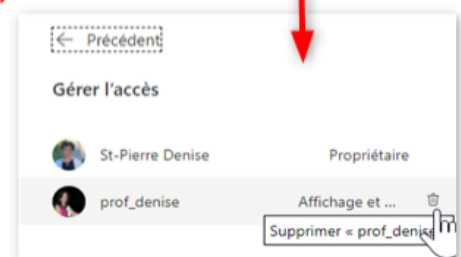 ← Précédent
Gérer l'accès
St-Pierre Denise Propriétaire
prof_denise Affichage et ...
Supprimer « prof_denise